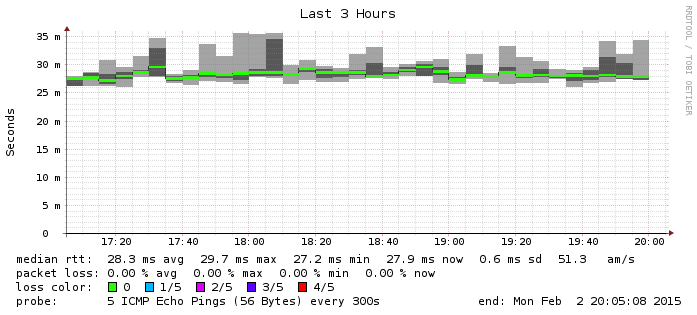 Last 3 Hours
RRDTOOL / TOBI OETIKER
Seconds
35 m
30 m
25 m
20 m
15 m
10 m
5 m
0
17:20 17:40 18:00 18:20 18:40 19:00 19:20 19:40 20:00
median rtt: 28.3 ms avg 29.7 ms max 27.2 ms min 27.9 ms now 0.6 ms sd 51.3 am/s
packet loss: 0.00 % avg 0.00 % max 0.00 % min 0.00 % now
loss color: 0 1/5 2/5 3/5 4/5
probe: 5 ICMP Echo Pings (56 Bytes) every 300s end: Mon Feb 2 20:05:08 2015